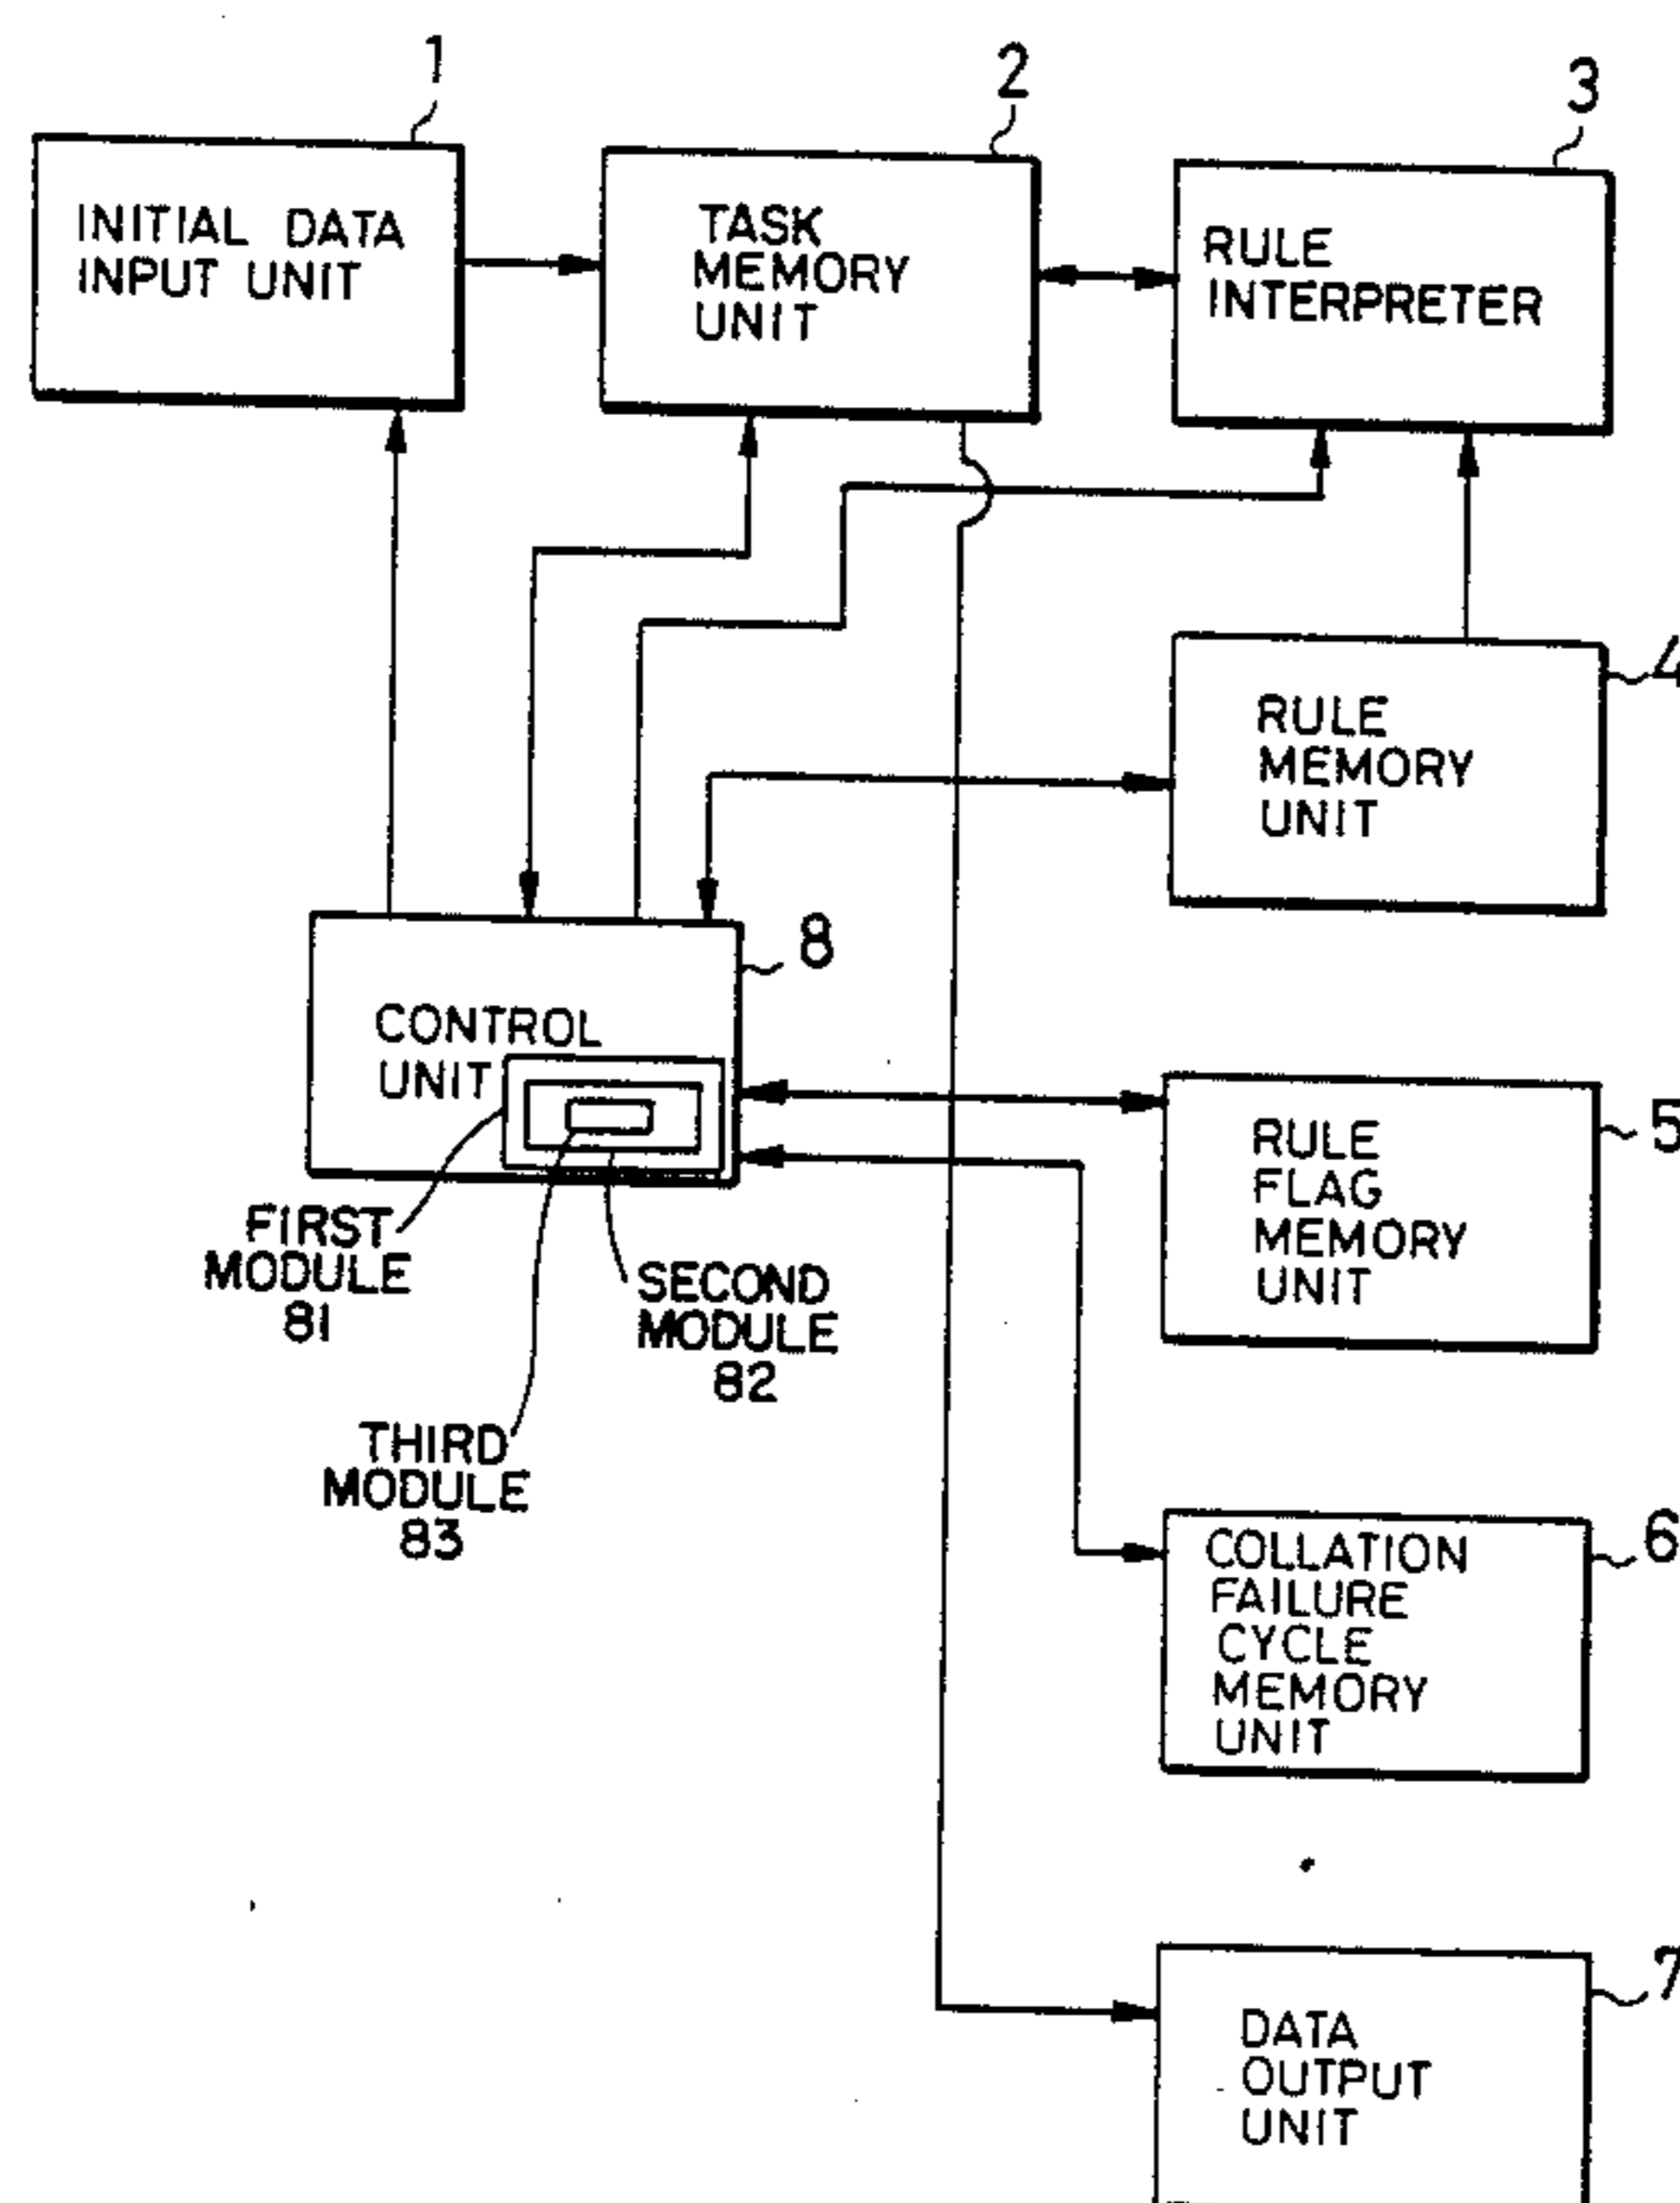 1
2
3
INITIAL DATA
INPUT UNIT
TASK
MEMORY
UNIT
RULE
INTERPRETER
4
RULE
MEMORY
UNIT
8
CONTROL
UNIT
5
RULE
FLAG
MEMORY
UNIT
FIRST
MODULE
81
SECOND
MODULE
82
THIRD
MODULE
83
6
COLLATION
FAILURE
CYCLE
MEMORY
UNIT
7
DATA
OUTPUT
UNIT